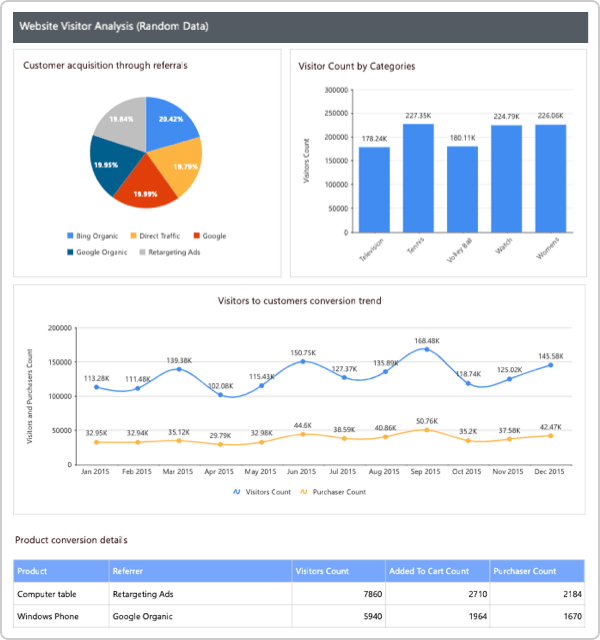 Website Visitor Analysis (Random Data)
Customer acquisition through referrals
19.84%
20.42%
19.95%
19.79%
19.99%
Bing Organic Direct Traffic Google
Google Organic Retargeting Ads
Visitor Count by Categories
Visitors Count
300000
250000
200000
150000
100000
50000
0
178.24K 227.35K 180.11K 224.79K 226.06K
Television Tennis Volley Ball Watch Womens
Visitors to customers conversion trend
Visitors and Purchasers Count
200000
150000
100000
50000
0
113.28K 111.48K 139.38K 102.08K 115.43K 150.75K 127.37K 135.89K 168.48K 118.74K 125.02K 145.58K
32.95K 32.94K 35.12K 29.79K 32.98K 44.6K 38.59K 40.86K 50.76K 35.2K 37.58K 42.47K
Jan 2015 Feb 2015 Mar 2015 Apr 2015 May 2015 Jun 2015 Jul 2015 Aug 2015 Sep 2015 Oct 2015 Nov 2015 Dec 2015
Visitors Count Purchaser Count
Product conversion details
Product Referrer Visitors Count Added To Cart Count Purchaser Count
Computer table Retargeting Ads 7860 2710 2184
Windows Phone Google Organic 5940 1964 1670